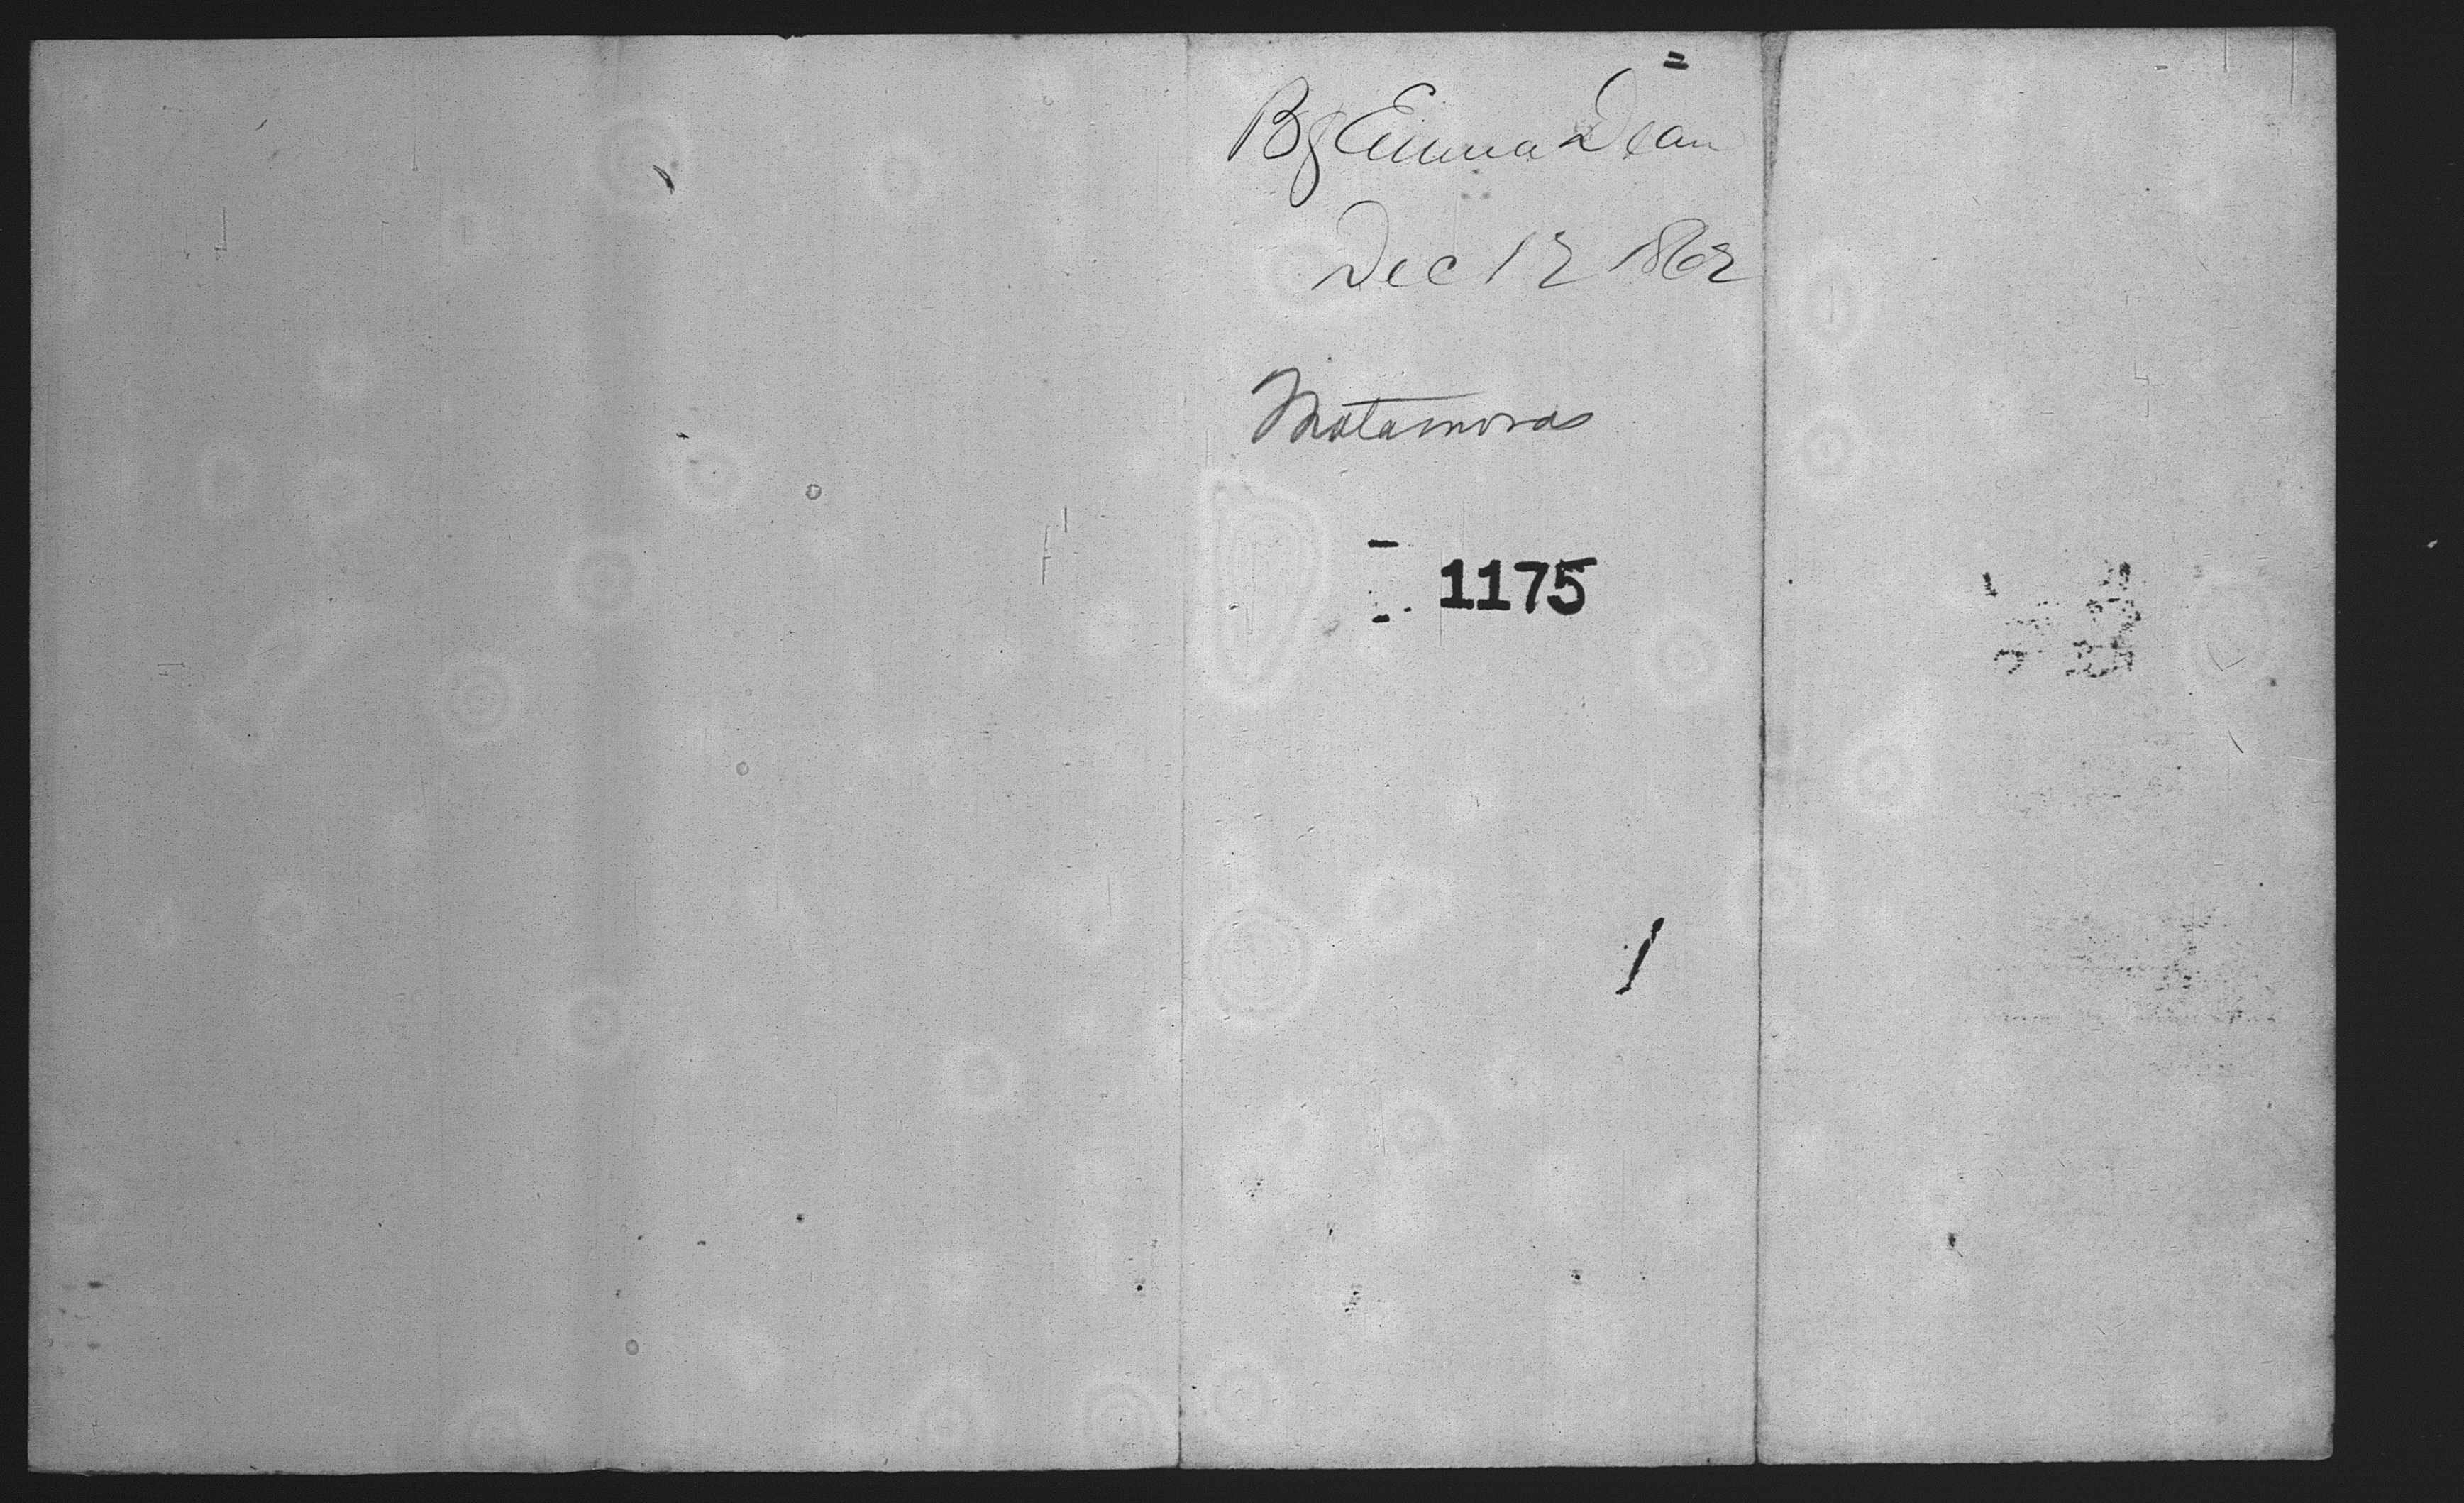 Bg Emma Dean
Dec 12 1862
Matamoras
1175
1